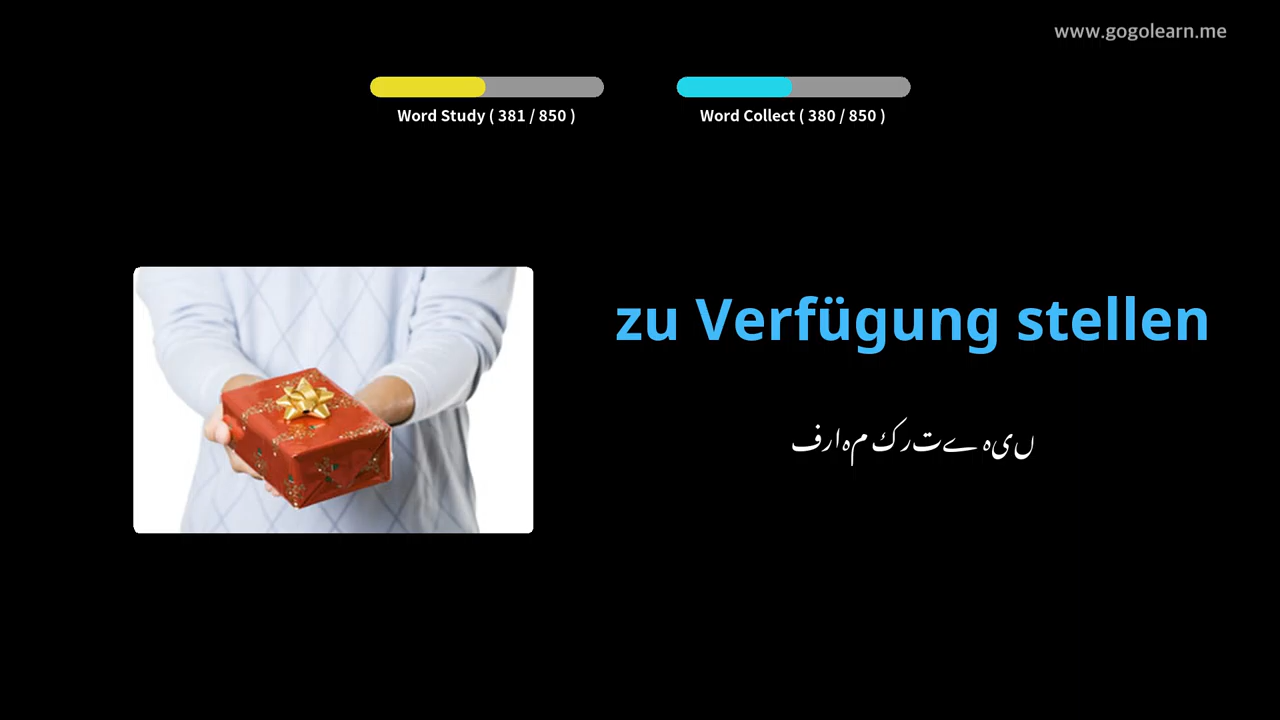 www.gogolearn.me
Word Study ( 381 / 850 )
Word Collect ( 380 / 850 )
zu Verfügung stellen
فراہم کرتے ہیں